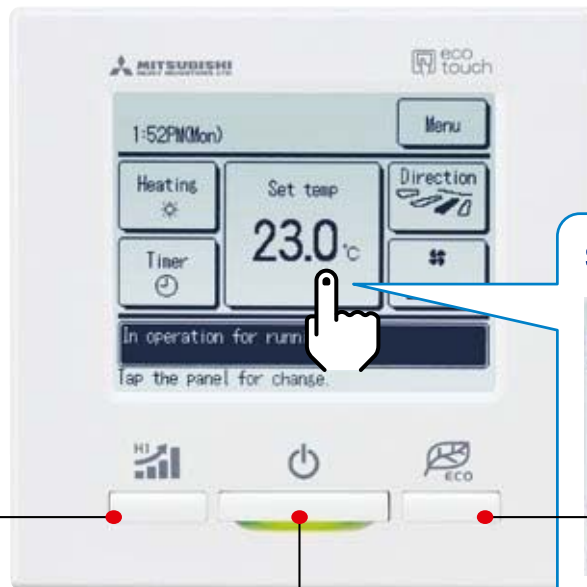 MITSUBISHI
eco
touch
1:52PM(Mon)
Menu
Heating
Set temp
Direction
23.0 °C
Timer
In operation for runn
Tap the panel for change.
HI
ECO